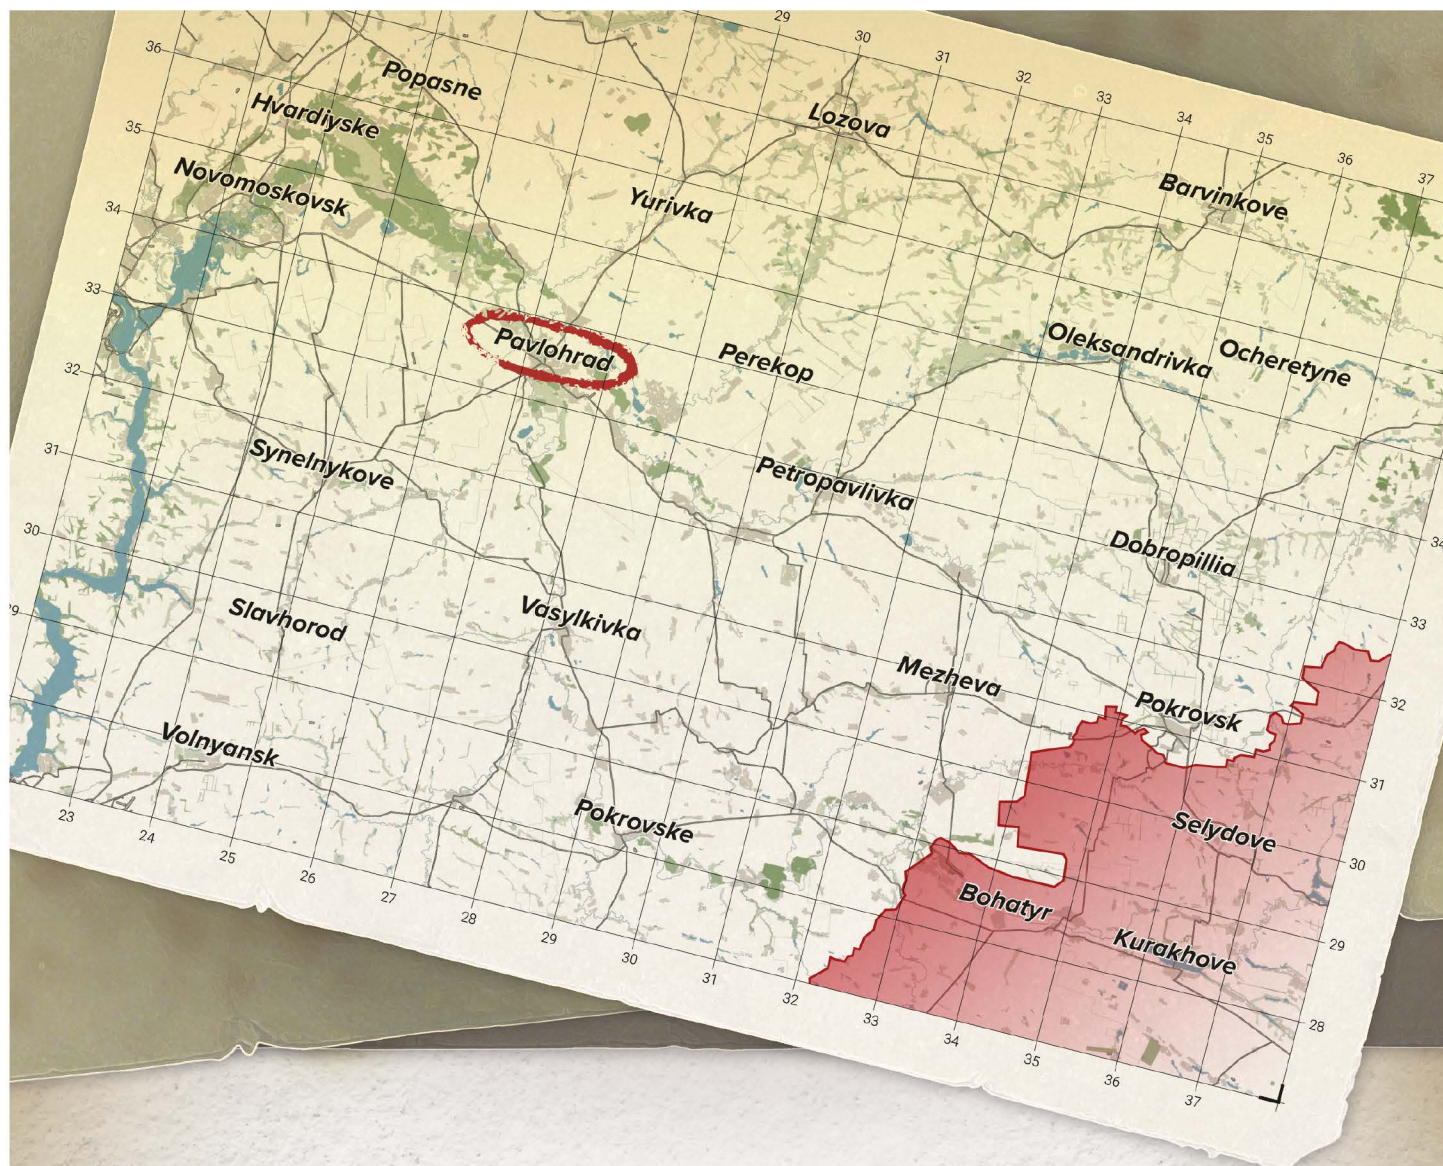 29
36
30
Popasne
31
32
Hvardiyske
Lozova
33
35
34
35
Novomoskovsk
36
Yurivka
Barvinkove
37
34
33
Pavlohrad
Perekop
Oleksandrivka
Ocheretyne
32
31
Synelnykove
Petropavlivka
30
34
Dobropillia
29
Slavhorod
Vasylkivka
33
Mezheva
32
Pokrovsk
Volnyansk
31
23
Pokrovske
24
Selydove
25
30
26
27
Bohatyr
28
29
29
Kurakhove
30
31
32
28
33
34
35
36
37